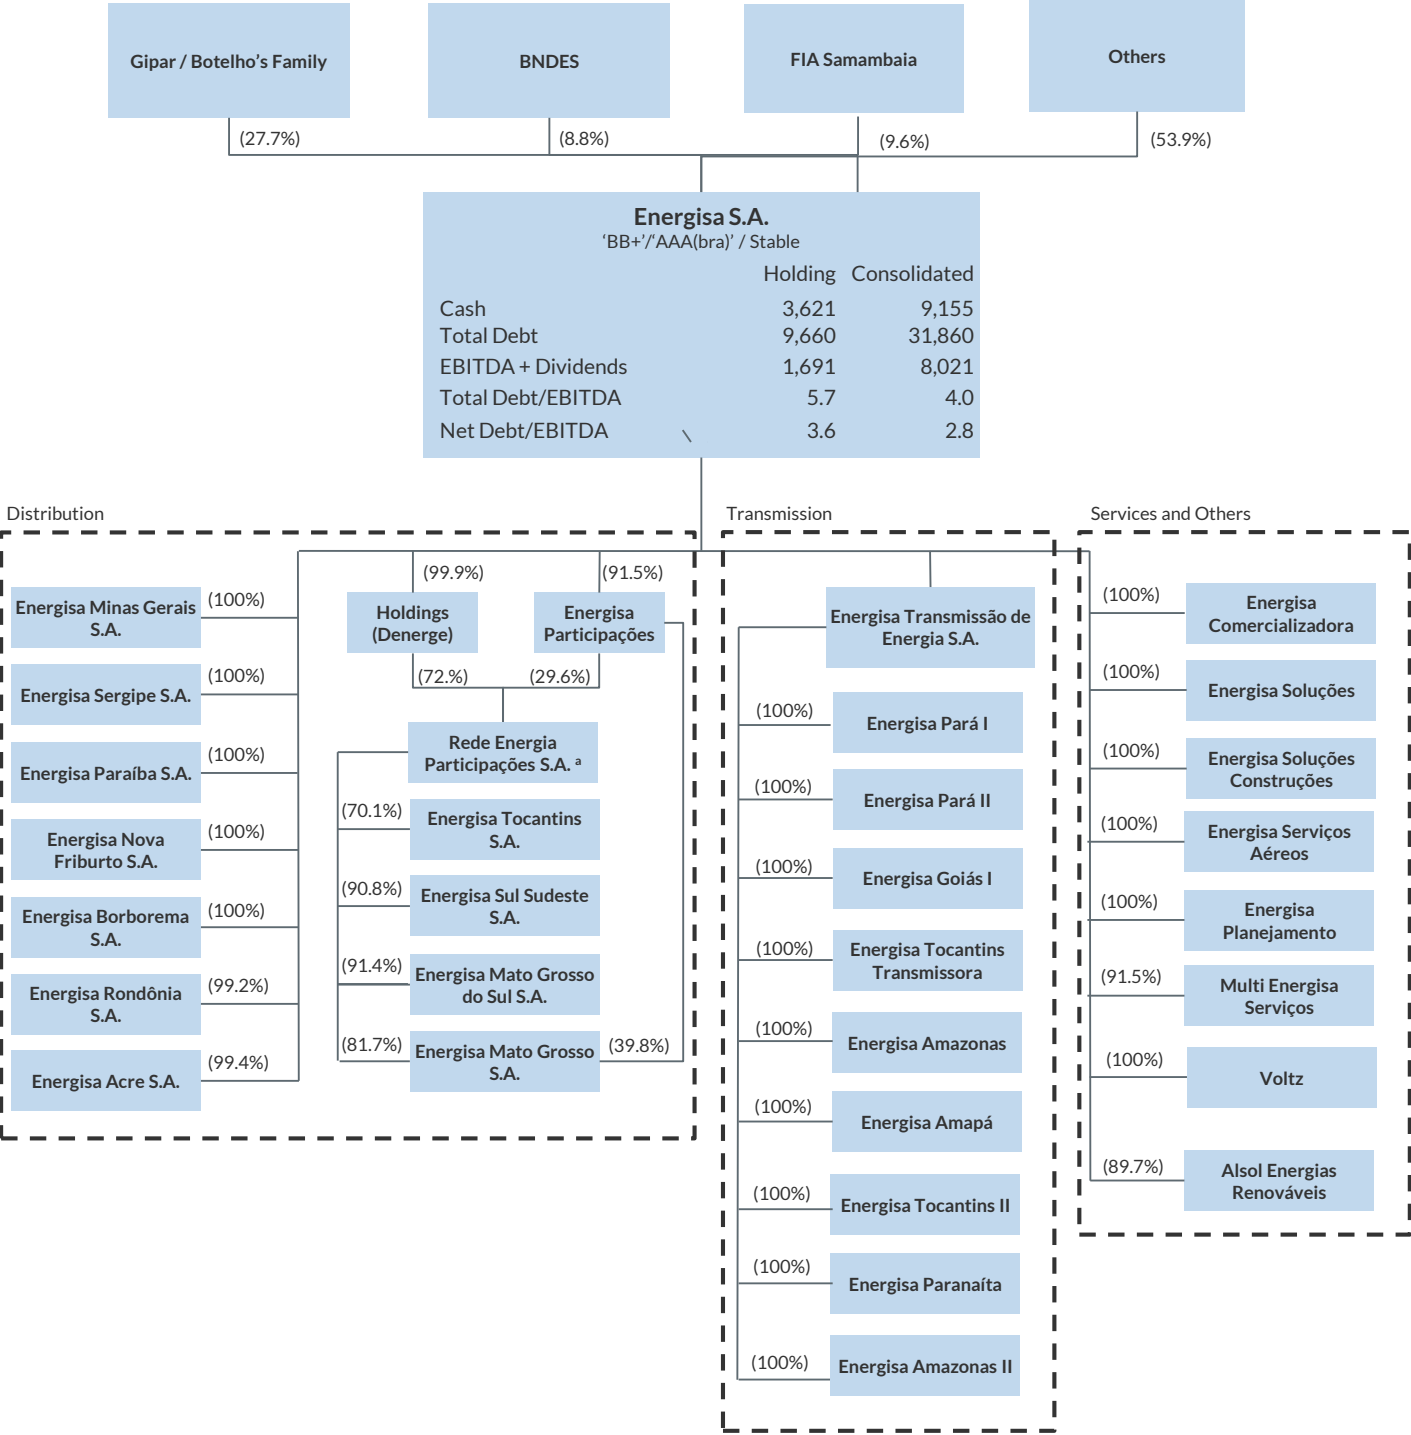 Gipar / Botelho’s Family
BNDES
FIA Samambaia
Others
(27.7%)
(8.8%)
(9.6%)
(53.9%)
Energisa S.A.
‘BB+’/‘AAA(bra)’ / Stable
Holding Consolidated
Cash 3,621 9,155
Total Debt 9,660 31,860
EBITDA + Dividends 1,691 8,021
Total Debt/EBITDA 5.7 4.0
Net Debt/EBITDA 3.6 2.8
Distribution
Energisa Minas Gerais
S.A.
(100%)
Energisa Sergipe S.A.
(100%)
Energisa Paraíba S.A.
(100%)
Energisa Nova
Friburto S.A.
(100%)
Energisa Borborema
S.A.
(100%)
Energisa Rondônia
S.A.
(99.2%)
Energisa Acre S.A.
(99.4%)
(99.9%)
Holdings
(Denerge)
(91.5%)
Energisa
Participações
(72.%)
(29.6%)
Rede Energia
Participações S.A. ª
(70.1%)
Energisa Tocantins
S.A.
(90.8%)
Energisa Sul Sudeste
S.A.
(91.4%)
Energisa Mato Grosso
do Sul S.A.
(81.7%)
Energisa Mato Grosso
S.A.
(39.8%)
Transmission
Energisa Transmissão de
Energia S.A.
(100%)
Energisa Pará I
(100%)
Energisa Pará II
(100%)
Energisa Goiás I
(100%)
Energisa Tocantins
Transmissora
(100%)
Energisa Amazonas
(100%)
Energisa Amapá
(100%)
Energisa Tocantins II
(100%)
Energisa Paranaíta
(100%)
Energisa Amazonas II
Services and Others
(100%)
Energisa
Comercializadora
(100%)
Energisa Soluções
(100%)
Energisa Soluções
Construções
(100%)
Energisa Serviços
Aéreos
(100%)
Energisa
Planejamento
(91.5%)
Multi Energisa
Serviços
(100%)
Voltz
(89.7%)
Alsol Energias
Renováveis